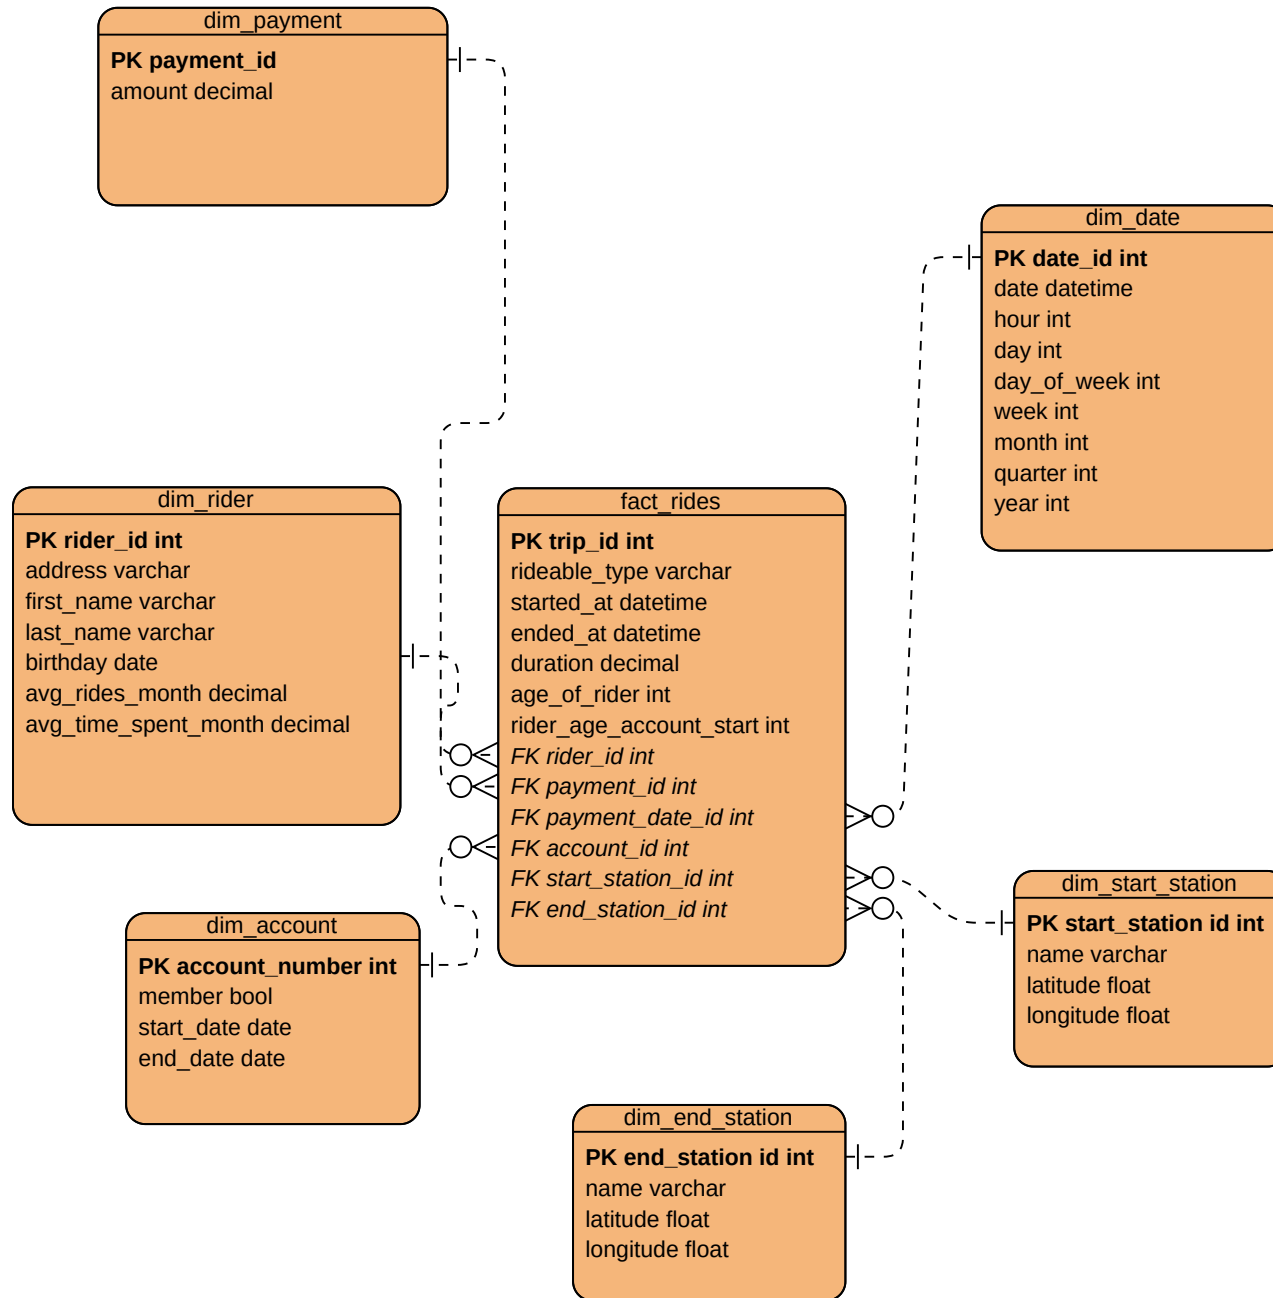 dim_payment
PK payment_id
amount decimal
dim_date
PK date_id int
date datetime
hour int
day int
day_of_week int
week int
month int
quarter int
year int
dim_rider
PK rider_id int
address varchar
first_name varchar
last_name varchar
birthday date
avg_rides_month decimal
avg_time_spent_month decimal
fact_rides
PK trip_id int
rideable_type varchar
started_at datetime
ended_at datetime
duration decimal
age_of_rider int
rider_age_account_start int
FK rider_id int
FK payment_id int
FK payment_date_id int
FK account_id int
FK start_station_id int
FK end_station_id int
dim_start_station
PK start_station id int
name varchar
latitude float
longitude float
dim_account
PK account_number int
member bool
start_date date
end_date date
dim_end_station
PK end_station id int
name varchar
latitude float
longitude float